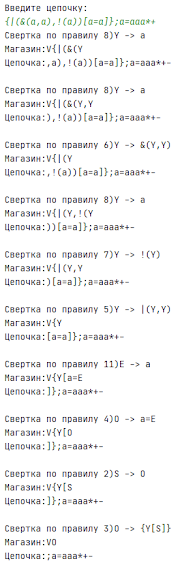 Введите цепочку:
{|(&(a,a),!(a))[a=a]};a=aaa*+
Свертка по правилу 8)Y -> a
Магазин:V{|(&(Y
Цепочка:,a),!(a))[a=a]};a=aaa*+-
Свертка по правилу 8)Y -> a
Магазин:V{|(&(Y,Y
Цепочка:),!(a))[a=a]};a=aaa*+-
Свертка по правилу 6)Y -> &(Y,Y)
Магазин:V{|(Y
Цепочка:,!(a))[a=a]};a=aaa*+-
Свертка по правилу 8)Y -> a
Магазин:V{|(Y,!(Y
Цепочка:))[a=a]};a=aaa*+-
Свертка по правилу 7)Y -> !(Y)
Магазин:V{|(Y,Y
Цепочка:)[a=a]};a=aaa*+-
Свертка по правилу 5)Y -> |(Y,Y)
Магазин:V{Y
Цепочка:[a=a]};a=aaa*+-
Свертка по правилу 11)E -> a
Магазин:V{Y[a=E
Цепочка:]};a=aaa*+-
Свертка по правилу 4)O -> a=E
Магазин:V{Y[O
Цепочка:]};a=aaa*+-
Свертка по правилу 2)S -> O
Магазин:V{Y[S
Цепочка:]};a=aaa*+-
Свертка по правилу 3)O -> {Y[S]}
Магазин:VO
Цепочка:;a=aaa*+-